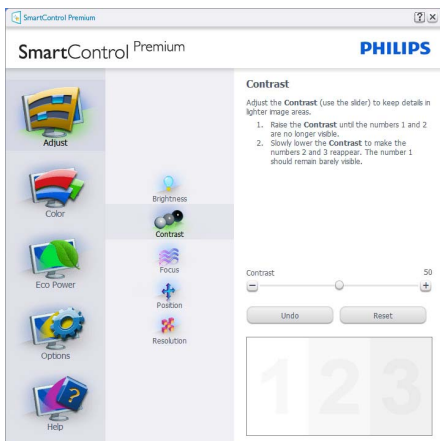 SmartControl Premium
SmartControl Premium
PHILIPS
Adjust
Color
Eco Power
Options
Help
Brightness
Contrast
Focus
Position
Resolution
Contrast
Adjust the Contrast (use the slider) to keep details in
lighter image areas.
1. Raise the Contrast until the numbers 1 and 2
are no longer visible.
2. Slowly lower the Contrast to make the
numbers 2 and 3 reappear. The number 1
should remain barely visible.
Contrast 50
Undo Reset
1 2 3